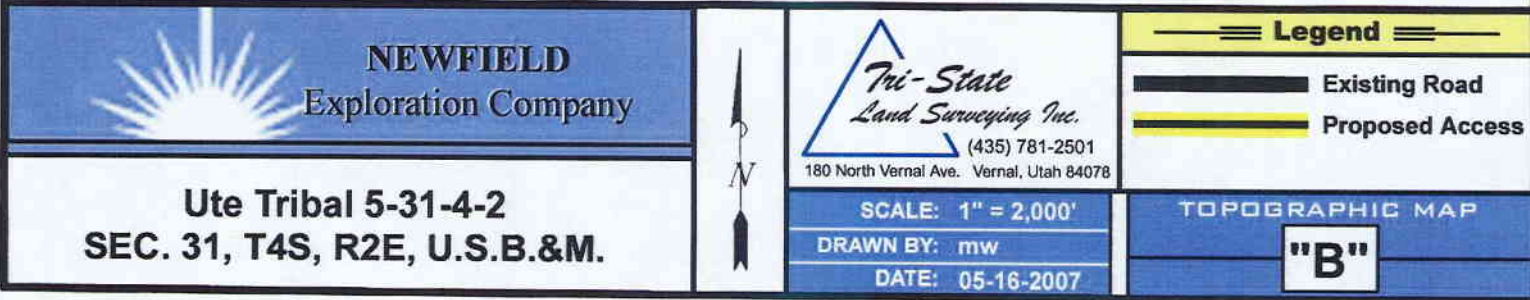 NEWFIELD
Exploration Company
Ute Tribal 5-31-4-2
SEC. 31, T4S, R2E, U.S.B.&M.
N
Tri-State
Land Surveying Inc.
(435) 781-2501
180 North Vernal Ave. Vernal, Utah 84078
SCALE: 1" = 2,000'
DRAWN BY: mw
DATE: 05-16-2007
Legend
Existing Road
Proposed Access
TOPOGRAPHIC MAP
"B"